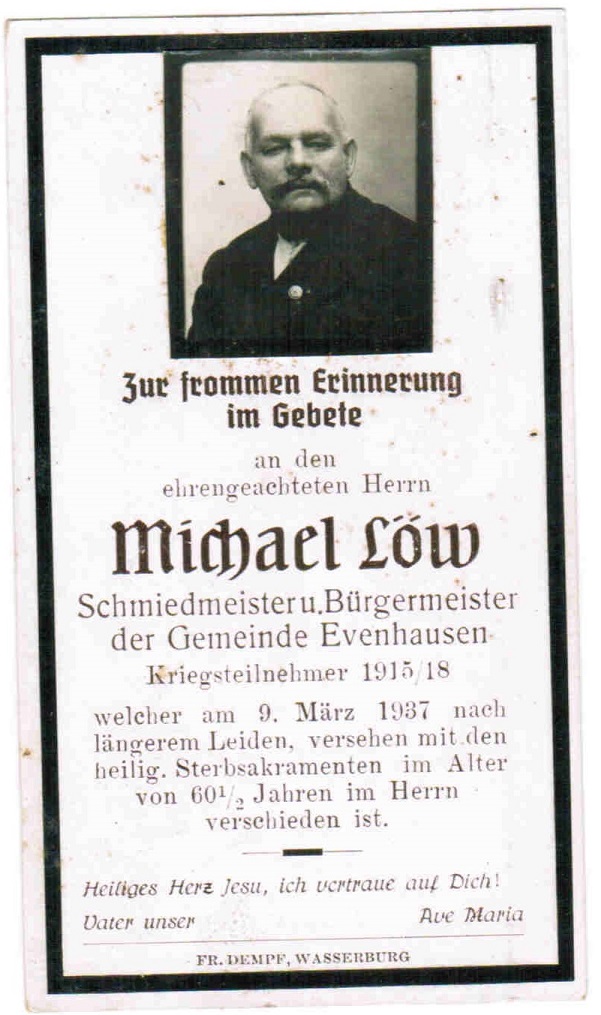 Zur frommen Erinnerung
im Gebete
an den
ehrengeachteten Herrn
Michael Löw
Schmiedmeister u. Bürgermeister
der Gemeinde Evenhausen
Kriegsteilnehmer 1915/18
welcher am 9. März 1937 nach
längerem Leiden, versehen mit den
heilig. Sterbsakramenten im Alter
von 60½ Jahren im Herrn
verschieden ist.
Heiliges Herz Jesu, ich vertraue auf Dich!
Vater unser Ave Maria
FR. DEMPF, WASSERBURG